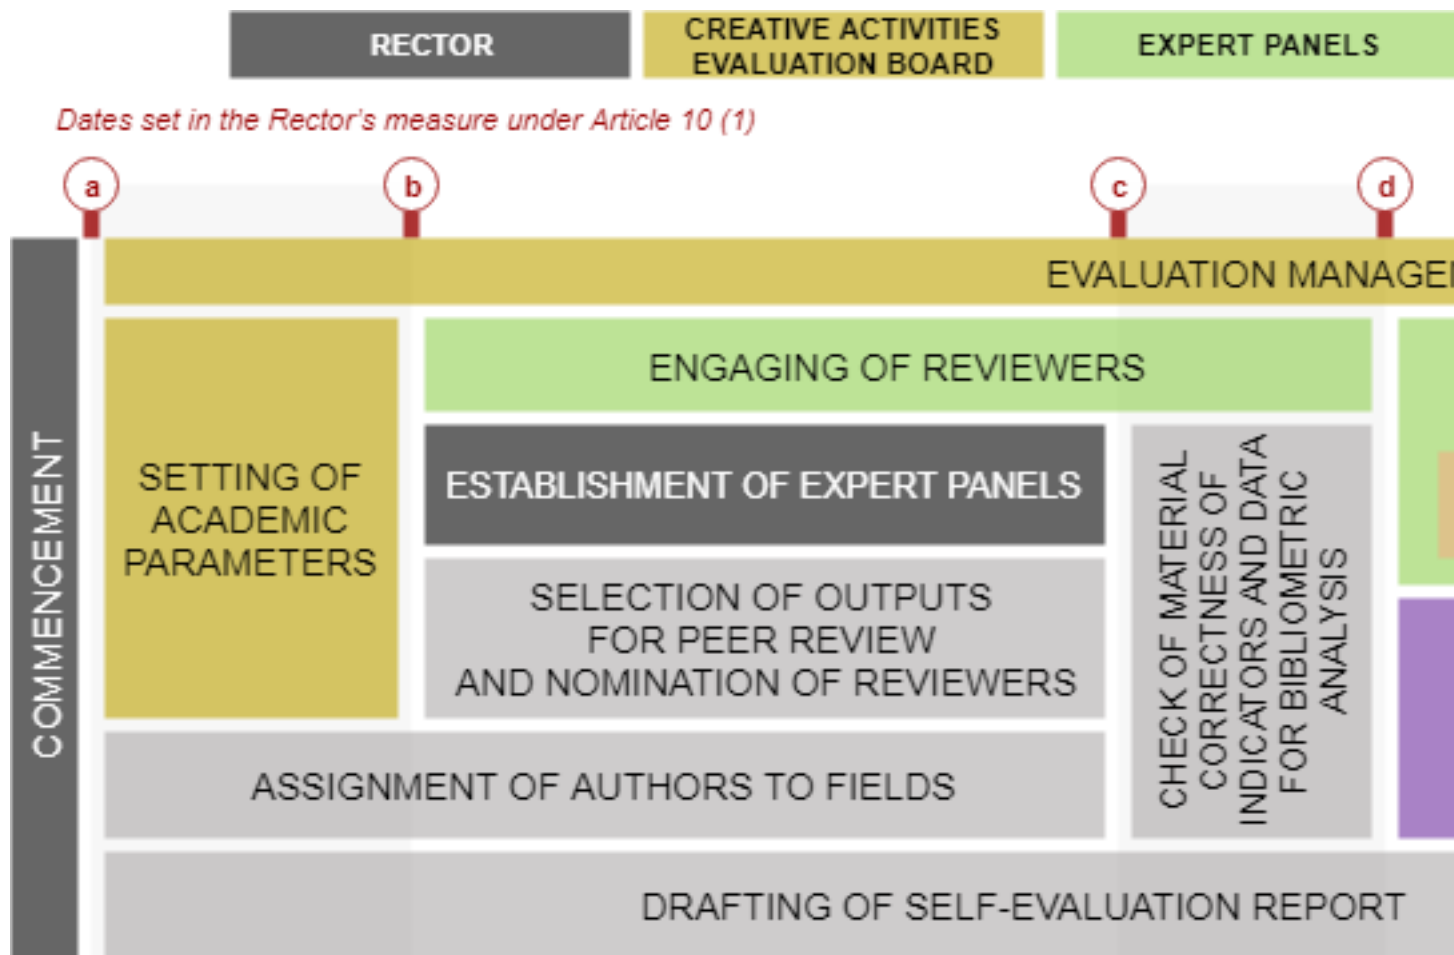 RECTOR
CREATIVE ACTIVITIES
EVALUATION BOARD
EXPERT PANELS
Dates set in the Rector's measure under Article 10 (1)
a
b
c
d
EVALUATION
ENGAGING OF REVIEWERS
COMMENCEMENT
SETTING OF
ACADEMIC
PARAMETERS
ESTABLISHMENT OF EXPERT PANELS
SELECTION OF OUTPUTS
FOR PEER REVIEW
AND NOMINATION OF REVIEWERS
CHECK OF MATERIAL
CORRECTNESS OF
INDICATORS AND DATA
FOR BIBLIOMETRIC
ANALYSIS
ASSIGNMENT OF AUTHORS TO FIELDS
DRAFTING OF SELF-EVALUATION REPORT